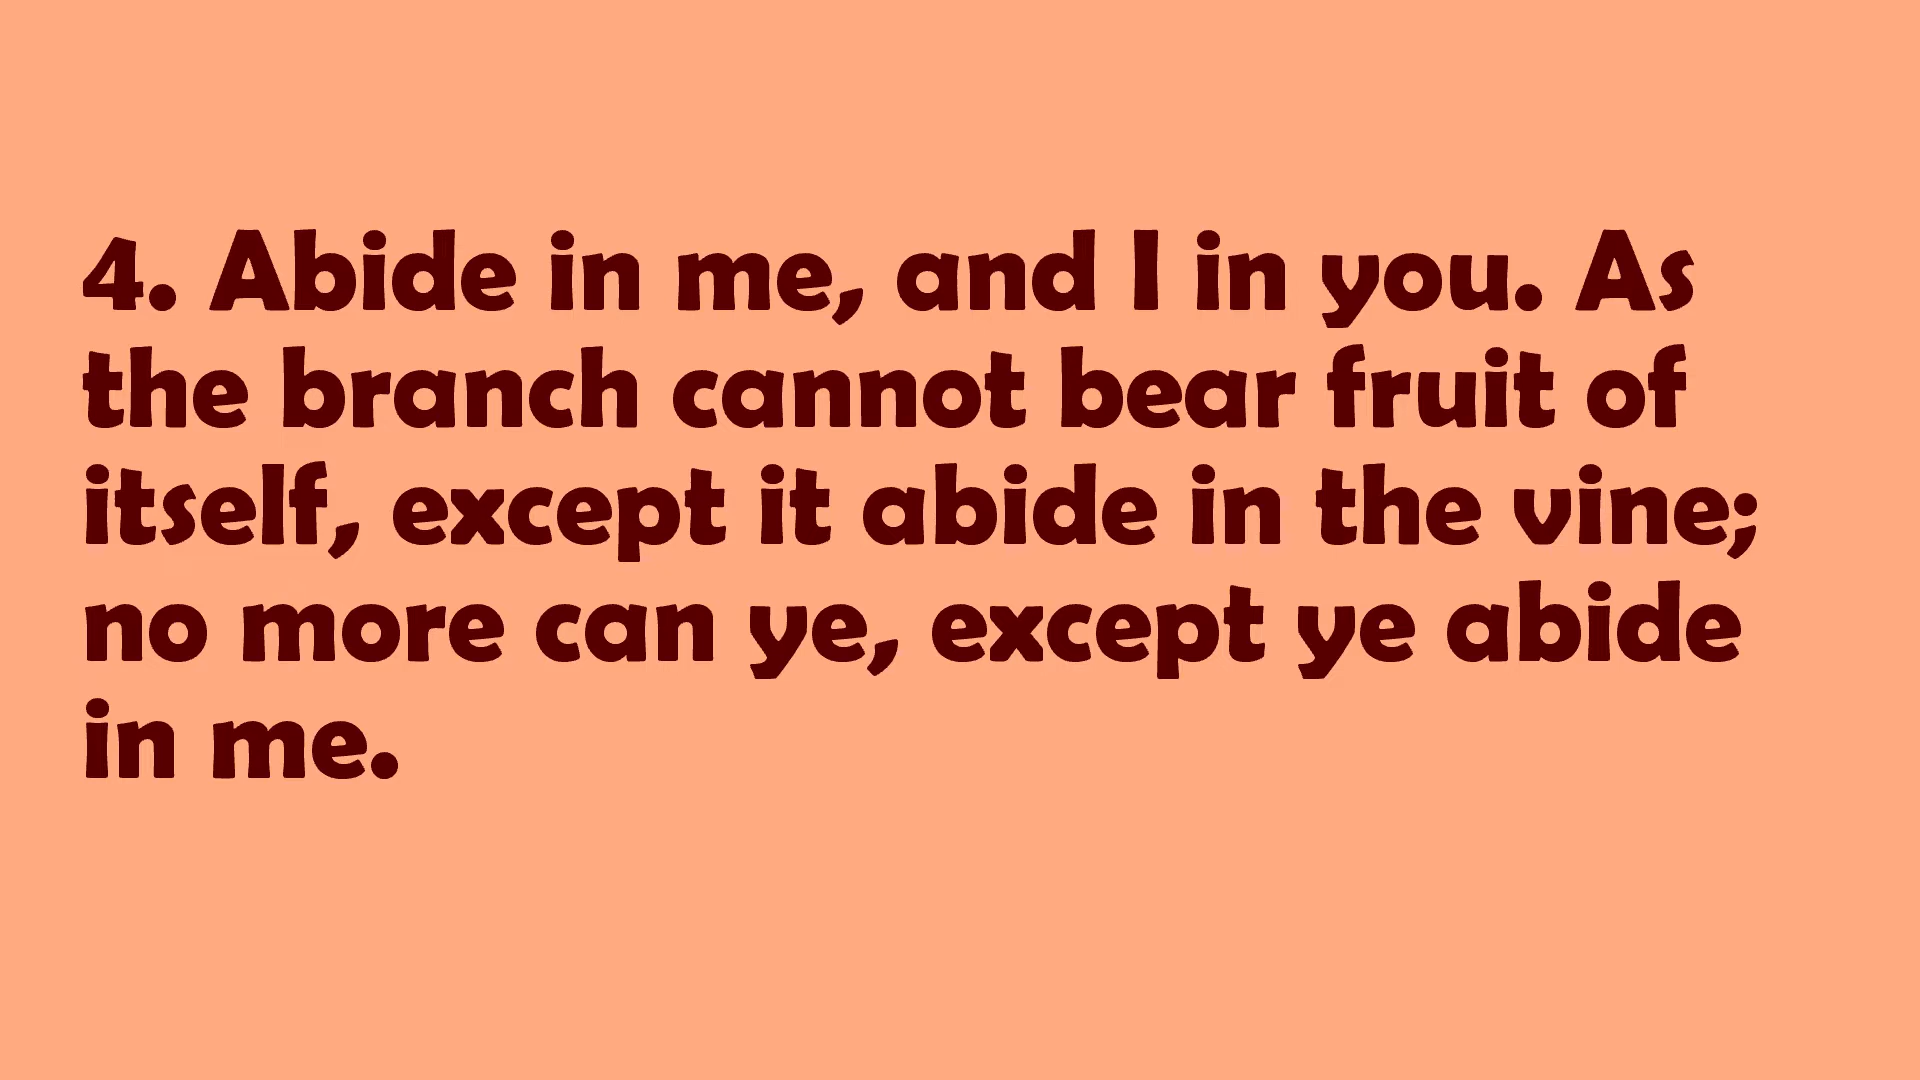 4. Abide in me, and I in you. As
the branch cannot bear fruit of
itself, except it abide in the vine;
no more can ye, except ye abide
in me.